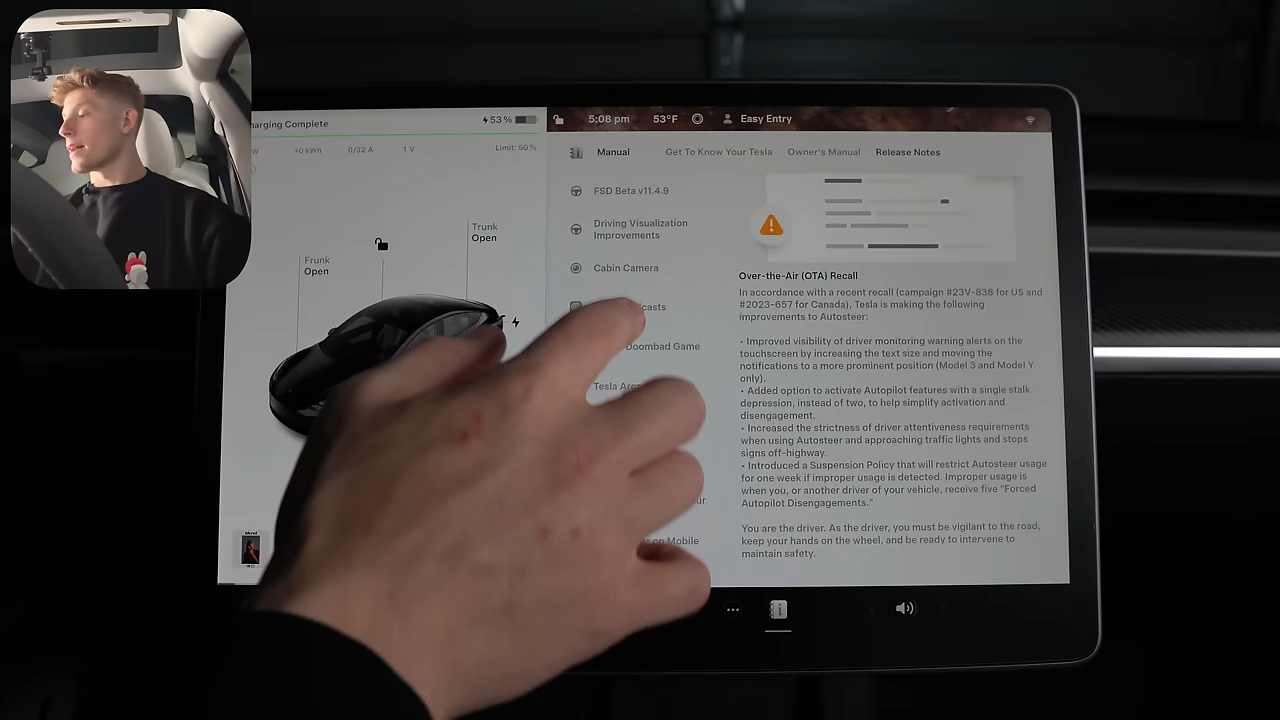 Charging Complete
53 %
5:08 pm
53°F
Easy Entry
+0 kWh
0/32 A
1 V
Limit: 50 %
Trunk
Open
Frunk
Open
Manual
Get To Know Your Tesla
Owner's Manual
Release Notes
FSD Beta v11.4.9
Driving Visualization
Improvements
Cabin Camera
Doombad Game
Tesla
on Mobile
Over-the-Air (OTA) Recall
In accordance with a recent recall (campaign #23V-838 for US and
#2023-657 for Canada), Tesla is making the following
improvements to Autosteer:
• Improved visibility of driver monitoring warning alerts on the
touchscreen by increasing the text size and moving the
notifications to a more prominent position (Model 3 and Model Y
only).
• Added option to activate Autopilot features with a single stalk
depression, instead of two, to help simplify activation and
disengagement.
• Increased the strictness of driver attentiveness requirements
when using Autosteer and approaching traffic lights and stops
signs off-highway.
• Introduced a Suspension Policy that will restrict Autosteer usage
for one week if improper usage is detected. Improper usage is
when you, or another driver of your vehicle, receive five "Forced
Autopilot Disengagements."
You are the driver. As the driver, you must be vigilant to the road,
keep your hands on the wheel, and be ready to intervene to
maintain safety.